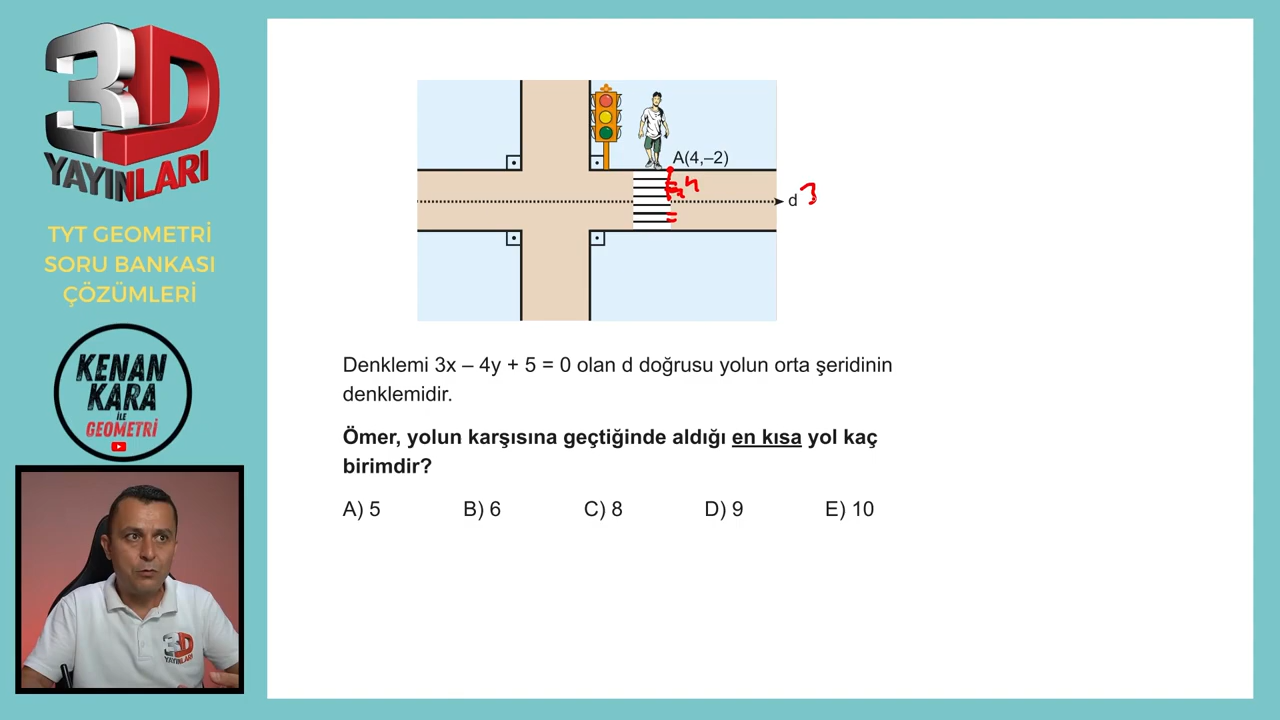 3D
YAYINLARI
TYT GEOMETRİ
SORU BANKASI
ÇÖZÜMLERİ
KENAN
KARA
İLE
GEOMETRİ
3D
YAYINLARI
A(4,–2)
d
Denklemi 3x – 4y + 5 = 0 olan d doğrusu yolun orta şeridinin
denklemidir.
Ömer, yolun karşısına geçtiğinde aldığı en kısa yol kaç
birimdir?
A) 5 B) 6 C) 8 D) 9 E) 10